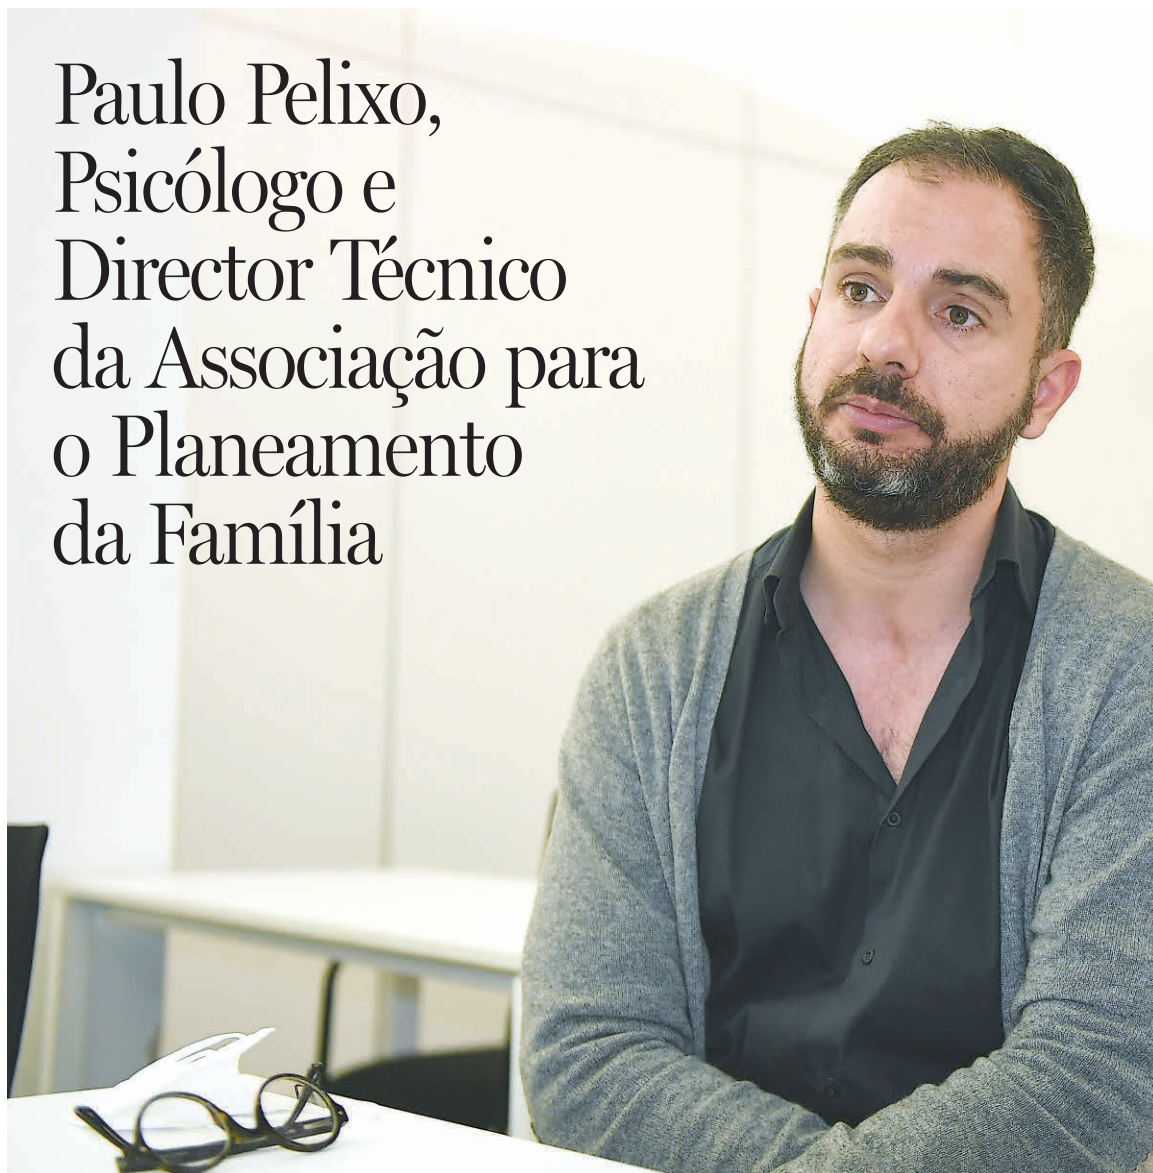 Paulo Pelixo,
Psicólogo e
Director Técnico
da Associação para
o Planeamento
da Família